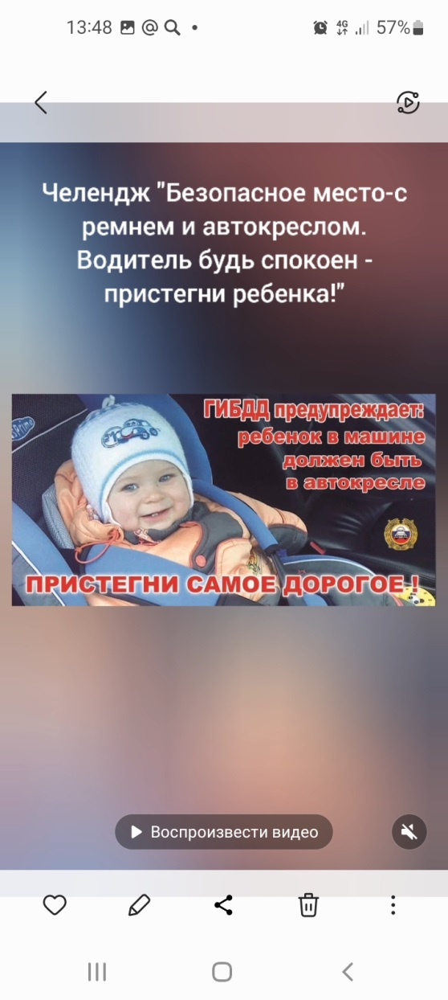 13:48
4G
57%
Челендж "Безопасное место-с
ремнем и автокреслом.
Водитель будь спокоен -
пристегни ребенка!"
ГИБДД предупреждает:
ребенок в машине
должен быть
в автокресле
ПРИСТЕГНИ САМОЕ ДОРОГОЕ !
Воспроизвести видео